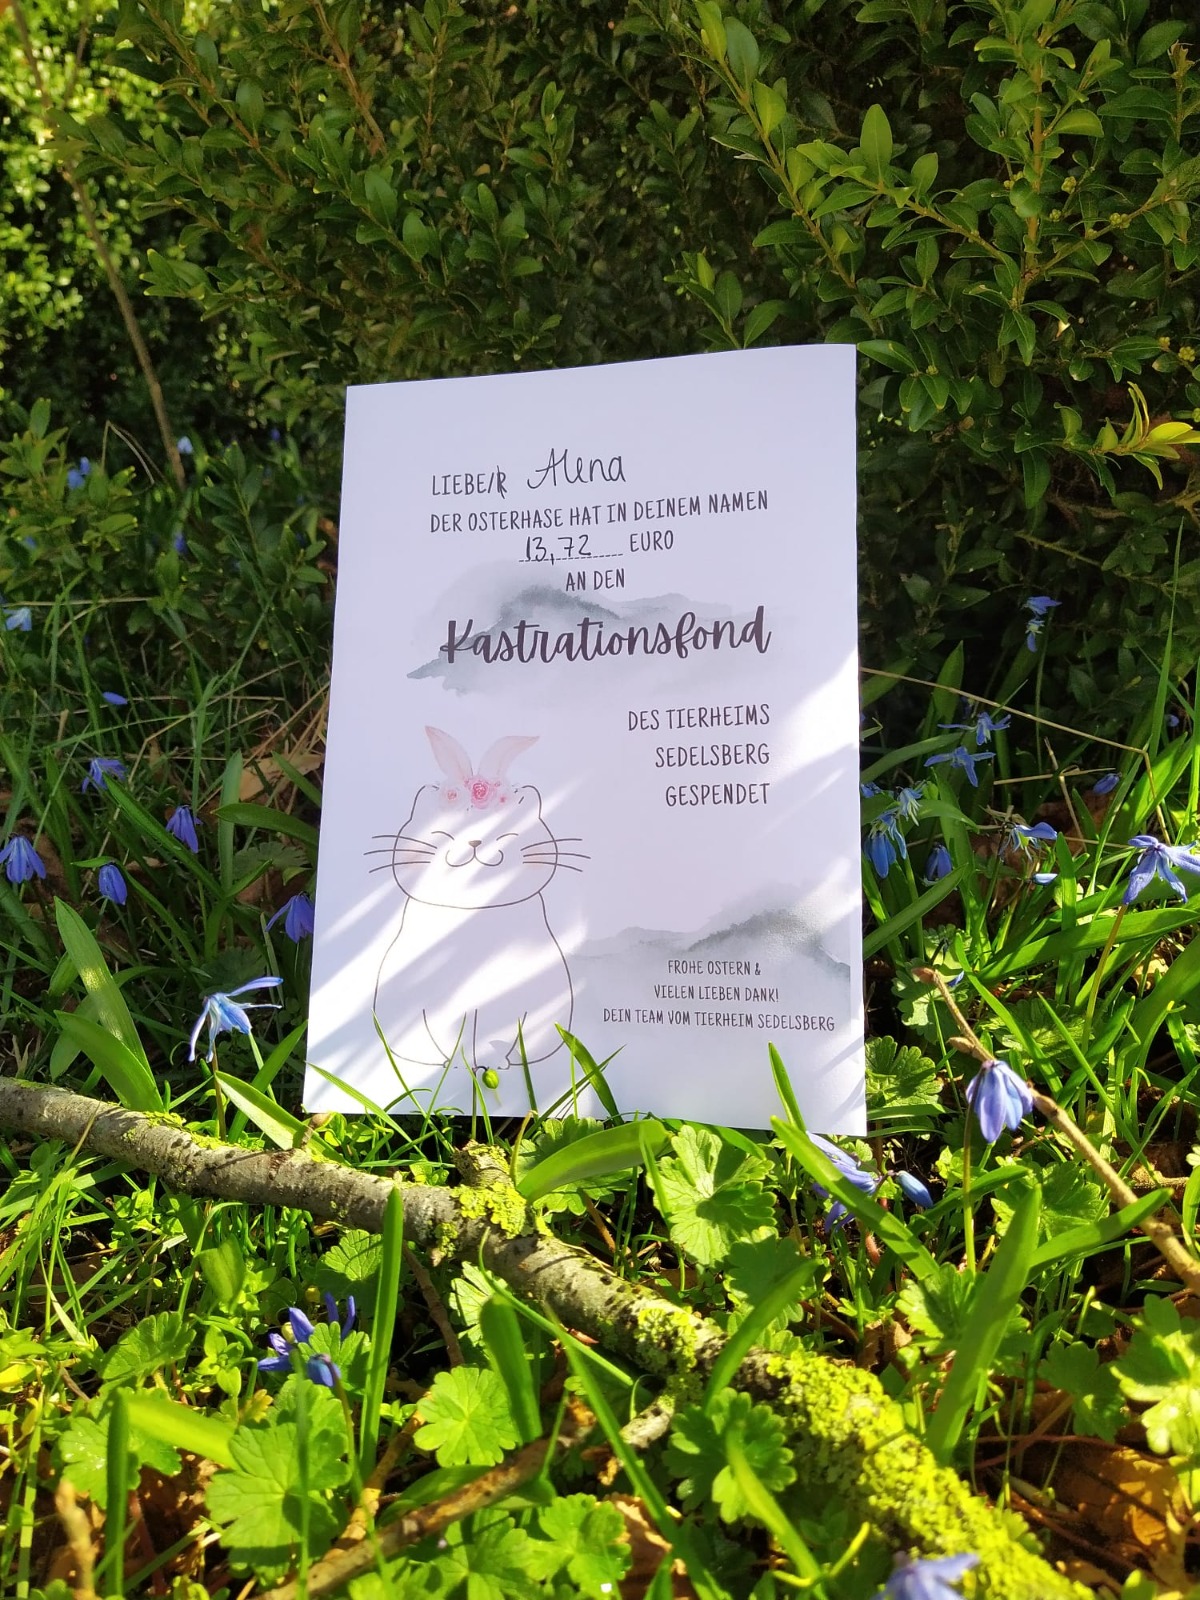 LIEBE/R Alena
DER OSTERHASE HAT IN DEINEM NAMEN
13,72 EURO
AN DEN
Kastrationsfond
DES TIERHEIMS
SEDELSBERG
GESPENDET
FROHE OSTERN &
VIELEN LIEBEN DANK!
DEIN TEAM VOM TIERHEIM SEDELSBERG